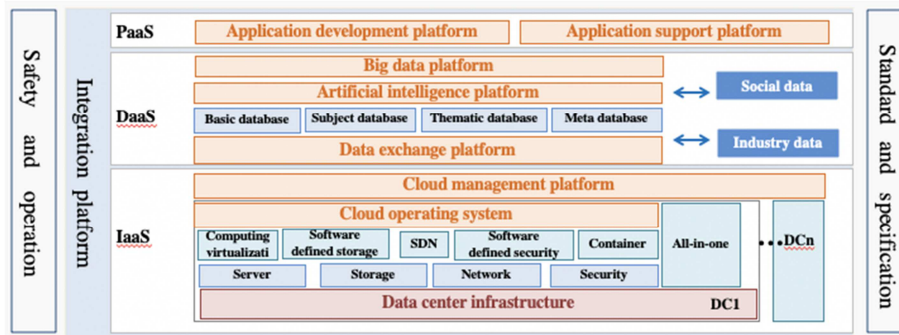 Safety and operation
Integration platform
PaaS
Application development platform
Application support platform
DaaS
Big data platform
Artificial intelligence platform
Basic database
Subject database
Thematic database
Meta database
Data exchange platform
Social data
Industry data
IaaS
Cloud management platform
Cloud operating system
Computing
virtualizati
Software
defined storage
SDN
Software
defined security
Container
All-in-one
•••DCn
Server
Storage
Network
Security
Data center infrastructure
DC1
Standard and specification